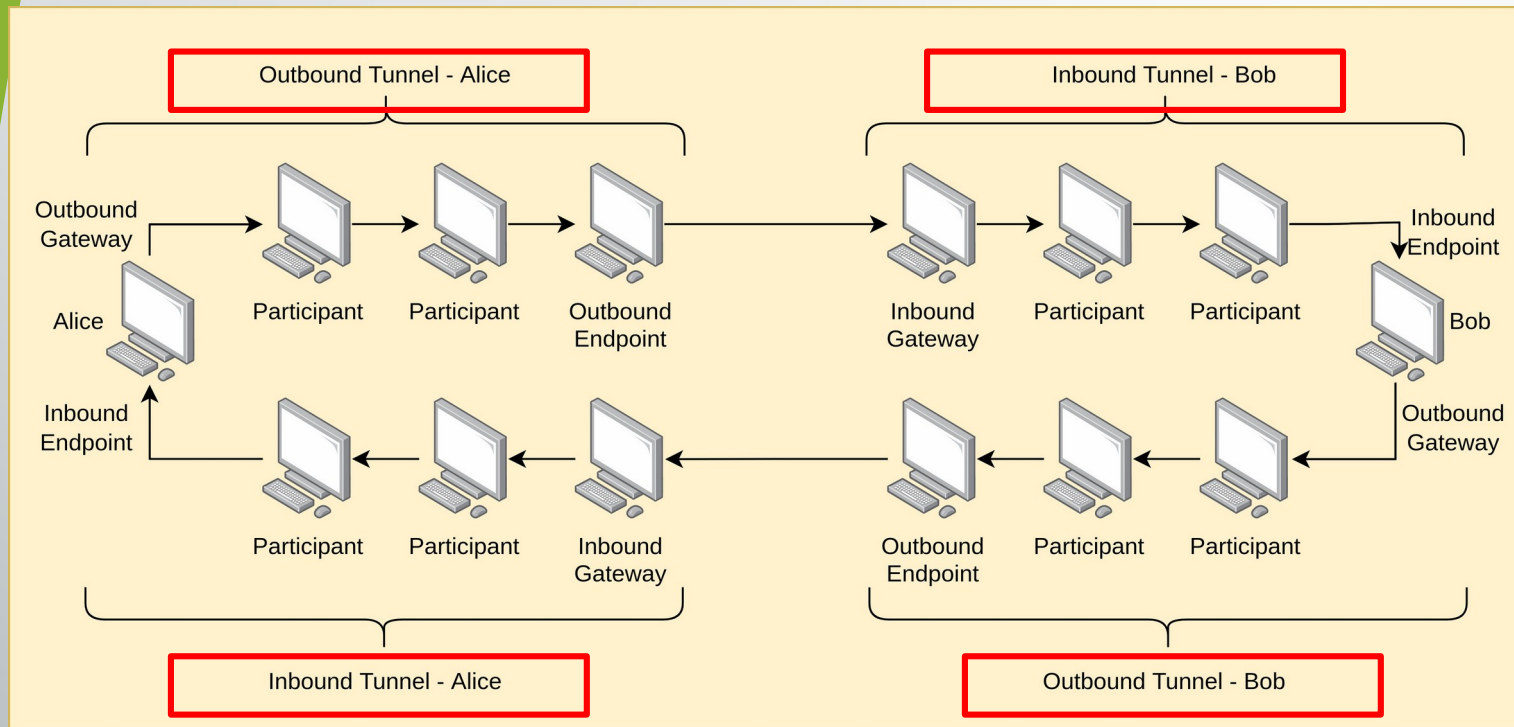 Outbound Tunnel - Alice
Inbound Tunnel - Bob
Outbound
Gateway
Inbound
Endpoint
Alice
Participant
Participant
Outbound
Endpoint
Inbound
Gateway
Participant
Participant
Bob
Inbound
Endpoint
Outbound
Gateway
Participant
Participant
Inbound
Gateway
Outbound
Endpoint
Participant
Participant
Inbound Tunnel - Alice
Outbound Tunnel - Bob